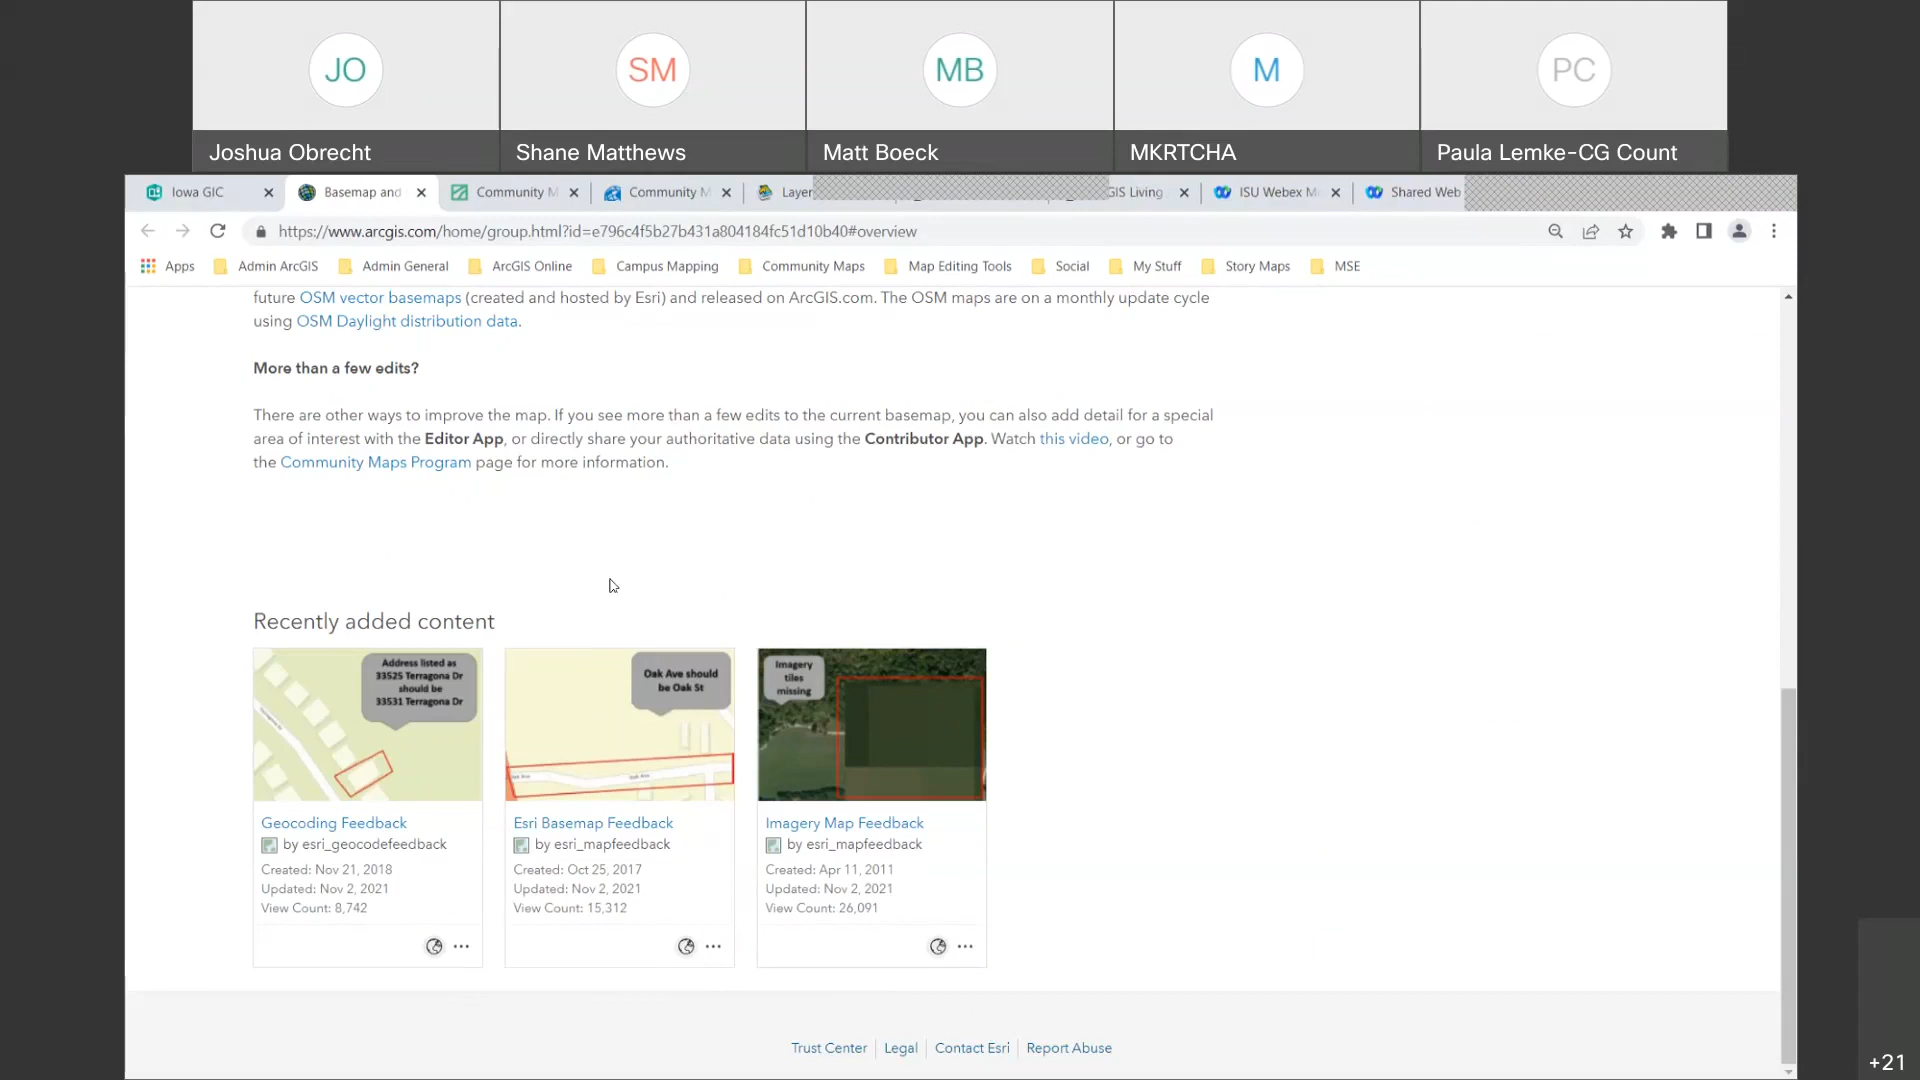 JO
SM
MB
M
PC
Joshua Obrecht
Shane Matthews
Matt Boeck
MKRTCHA
Paula Lemke-CG Count
Iowa GIC
Basemap and
Community M
Community M
Layer
GIS Living
ISU Webex M
Shared Web
https://www.arcgis.com/home/group.html?id=e796c4f5b27b431a804184fc51d10b40#overview
Apps
Admin ArcGIS
Admin General
ArcGIS Online
Campus Mapping
Community Maps
Map Editing Tools
Social
My Stuff
Story Maps
MSE
future OSM vector basemaps (created and hosted by Esri) and released on ArcGIS.com. The OSM maps are on a monthly update cycle
using OSM Daylight distribution data.
More than a few edits?
There are other ways to improve the map. If you see more than a few edits to the current basemap, you can also add detail for a special
area of interest with the Editor App, or directly share your authoritative data using the Contributor App. Watch this video, or go to
the Community Maps Program page for more information.
Recently added content
Address listed as
33525 Terragona Dr
should be
33531 Terragona Dr
Oak Ave should
be Oak St
Imagery
tiles
missing
Geocoding Feedback
by esri_geocodefeedback
Created: Nov 21, 2018
Updated: Nov 2, 2021
View Count: 8,742
Esri Basemap Feedback
by esri_mapfeedback
Created: Oct 25, 2017
Updated: Nov 2, 2021
View Count: 15,312
Imagery Map Feedback
by esri_mapfeedback
Created: Apr 11, 2011
Updated: Nov 2, 2021
View Count: 26,091
Trust Center
Legal
Contact Esri
Report Abuse
+21